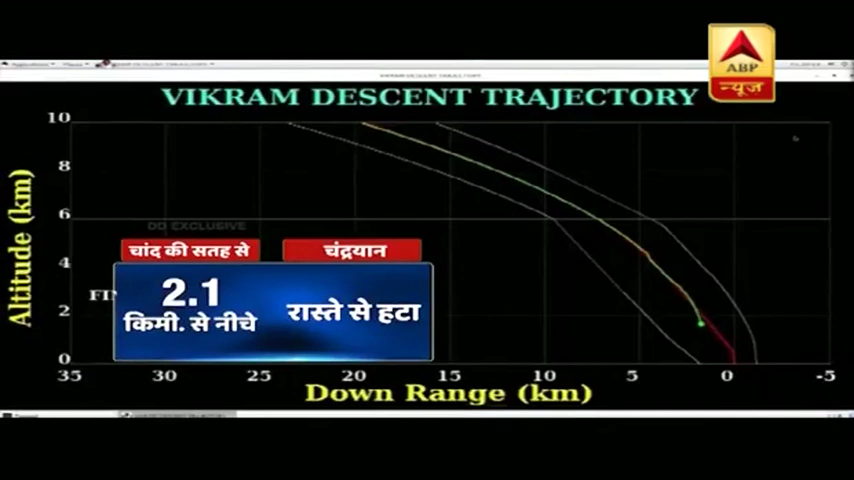 VIKRAM DESCENT TRAJECTORY
ABP
न्यूज़
10
8
6
4
2
0
Altitude (km)
DD EXCLUSIVE
चांद की सतह से
चंद्रयान
2.1
किमी. से नीचे
रास्ते से हटा
FIN
35 30 25 20 15 10 5 0 -5
Down Range (km)